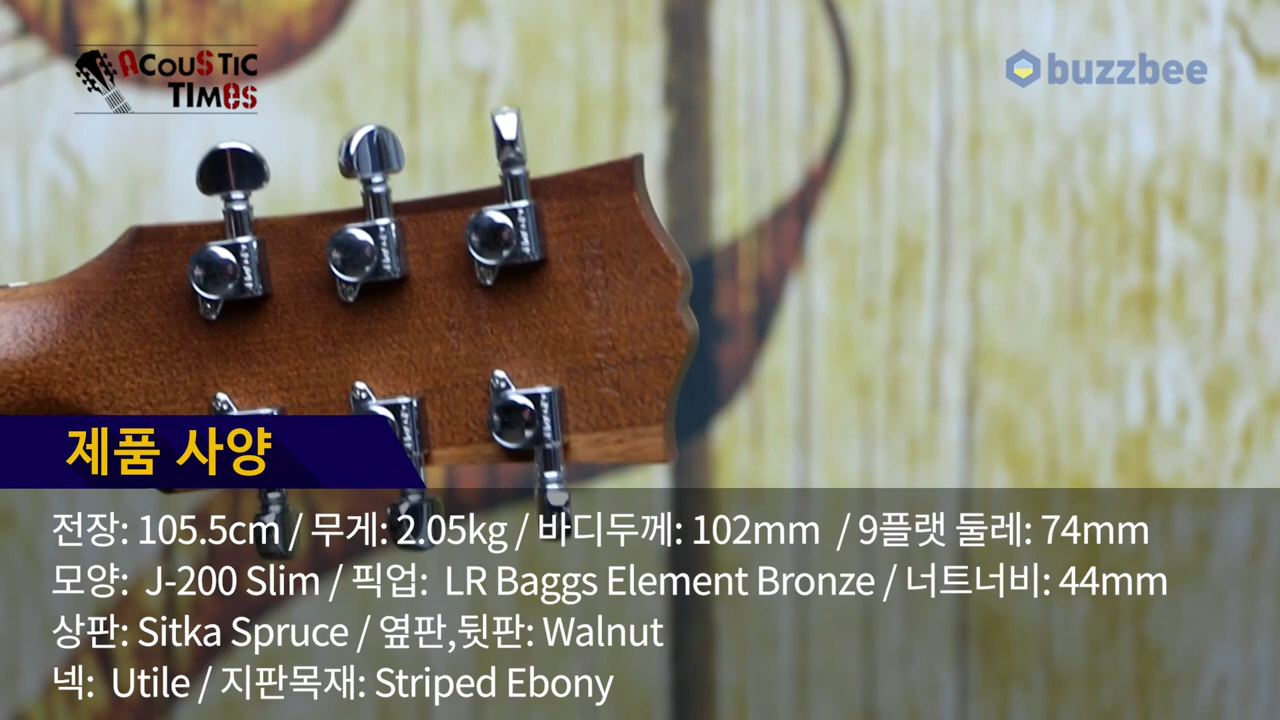 ACOUSTIC
TIMES
buzzbee
제품 사양
전장: 105.5cm / 무게: 2.05kg / 바디두께: 102mm / 9플랫 둘레: 74mm
모양: J-200 Slim / 픽업: LR Baggs Element Bronze / 너트너비: 44mm
상판: Sitka Spruce / 옆판,뒷판: Walnut
넥: Utile / 지판목재: Striped Ebony